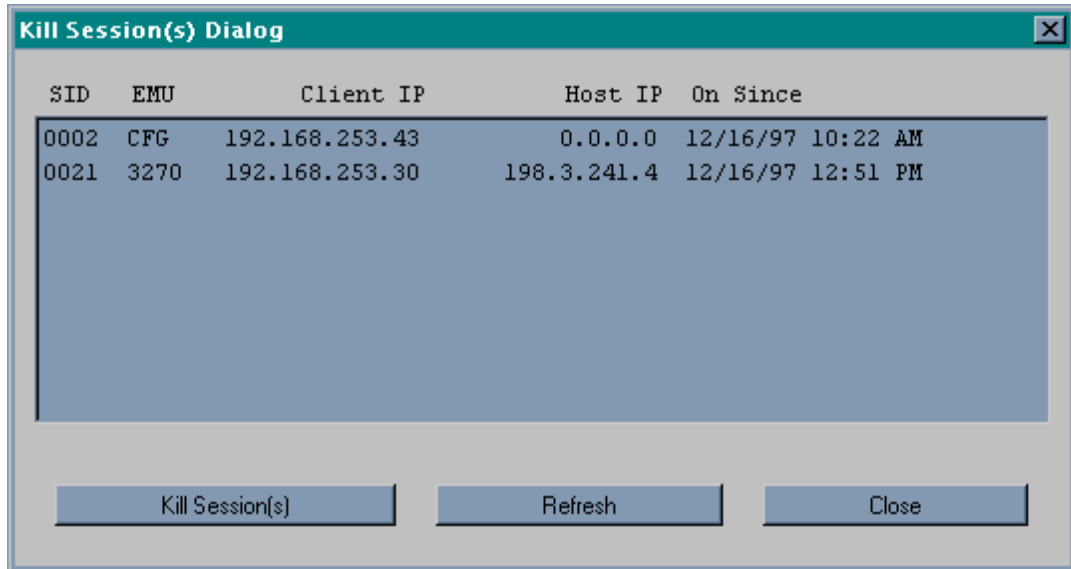 Kill Session(s) Dialog
SID EMU Client IP Host IP On Since
0002 CFG 192.168.253.43 0.0.0.0 12/16/97 10:22 AM
0021 3270 192.168.253.30 198.3.241.4 12/16/97 12:51 PM
Kill Session(s) Refresh Close